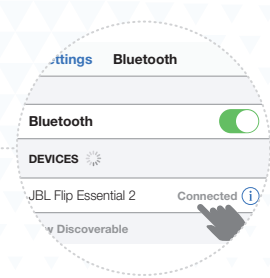 ettings Bluetooth
Bluetooth
DEVICES
JBL Flip Essential 2 Connected i
Discoverable